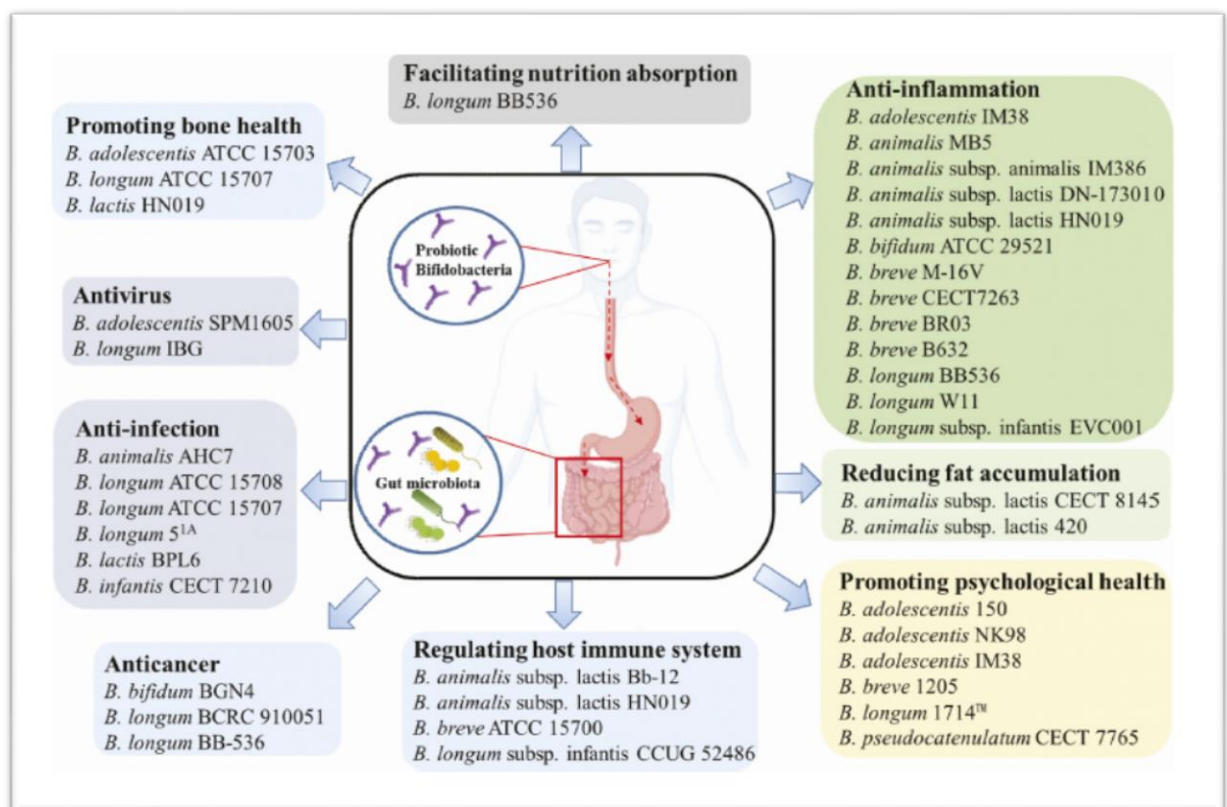 Facilitating nutrition absorption
B. longum BB536
Promoting bone health
B. adolescentis ATCC 15703
B. longum ATCC 15707
B. lactis HN019
Antivirus
B. adolescentis SPM1605
B. longum IBG
Anti-infection
B. animalis AHC7
B. longum ATCC 15708
B. longum ATCC 15707
B. longum 5¹ᴬ
B. lactis BPL6
B. infantis CECT 7210
Anticancer
B. bifidum BGN4
B. longum BCRC 910051
B. longum BB-536
Probiotic
Bifidobacteria
Gut microbiota
Regulating host immune system
B. animalis subsp. lactis Bb-12
B. animalis subsp. lactis HN019
B. breve ATCC 15700
B. longum subsp. infantis CCUG 52486
Anti-inflammation
B. adolescentis IM38
B. animalis MB5
B. animalis subsp. animalis IM386
B. animalis subsp. lactis DN-173010
B. animalis subsp. lactis HN019
B. bifidum ATCC 29521
B. breve M-16V
B. breve CECT7263
B. breve BR03
B. breve B632
B. longum BB536
B. longum W11
B. longum subsp. infantis EVC001
Reducing fat accumulation
B. animalis subsp. lactis CECT 8145
B. animalis subsp. lactis 420
Promoting psychological health
B. adolescentis 150
B. adolescentis NK98
B. adolescentis IM38
B. breve 1205
B. longum 1714™
B. pseudocatenulatum CECT 7765